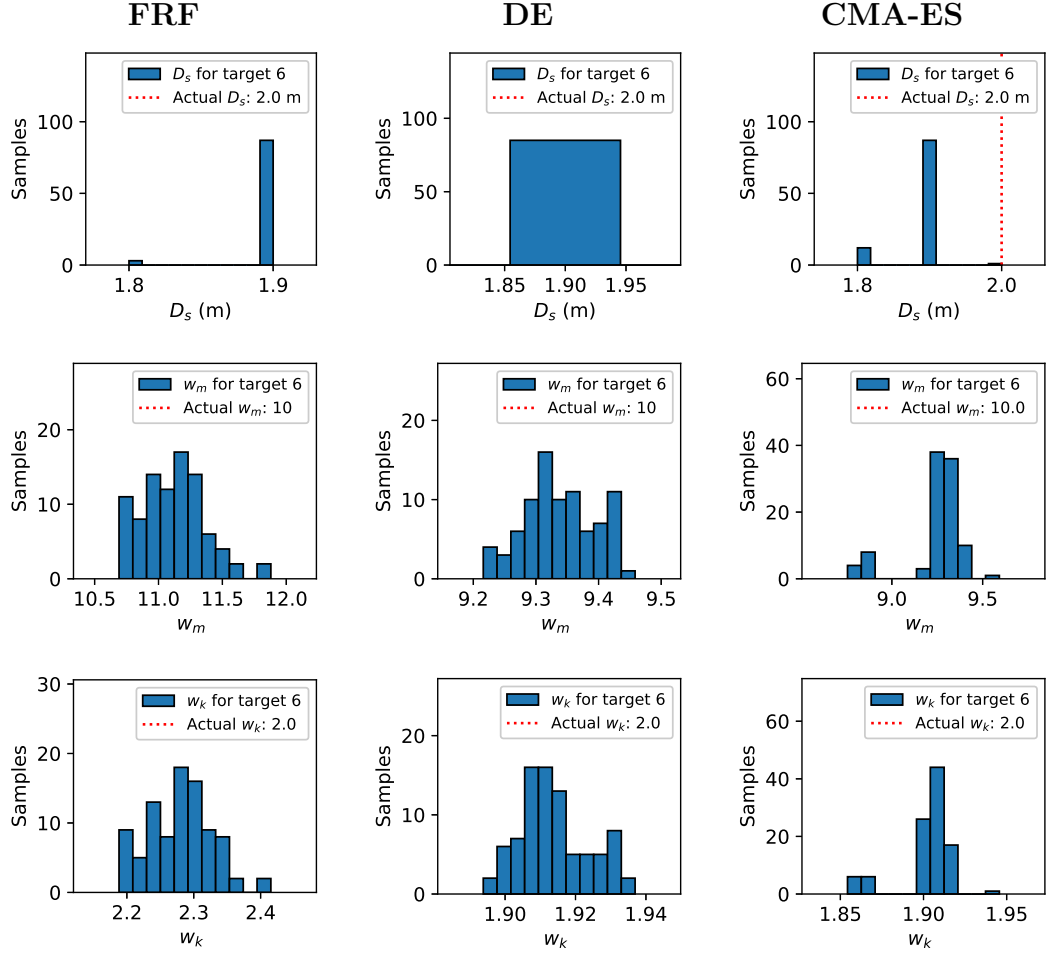 FRF DE CMA-ES
D_s for target 6
Actual D_s: 2.0 m
Samples
100
50
0
1.8 1.9
D_s (m)
D_s for target 6
Actual D_s: 2.0 m
Samples
100
50
0
1.85 1.90 1.95
D_s (m)
D_s for target 6
Actual D_s: 2.0 m
Samples
100
50
0
1.8 2.0
D_s (m)
w_m for target 6
Actual w_m: 10
Samples
20
10
0
10.5 11.0 11.5 12.0
w_m
w_m for target 6
Actual w_m: 10
Samples
20
10
0
9.2 9.3 9.4 9.5
w_m
w_m for target 6
Actual w_m: 10.0
Samples
60
40
20
0
9.0 9.5
w_m
w_k for target 6
Actual w_k: 2.0
Samples
30
20
10
0
2.2 2.3 2.4
w_k
w_k for target 6
Actual w_k: 2.0
Samples
20
10
0
1.90 1.92 1.94
w_k
w_k for target 6
Actual w_k: 2.0
Samples
60
40
20
0
1.85 1.90 1.95
w_k